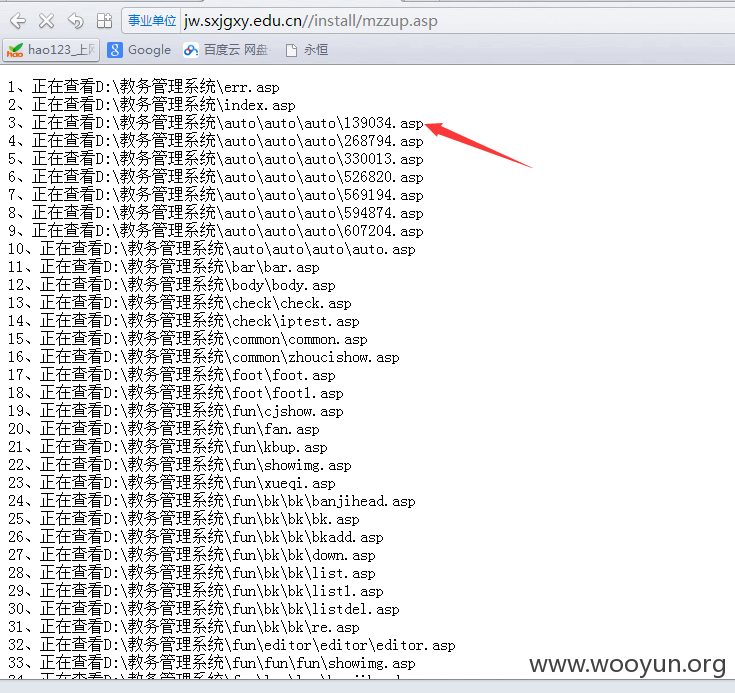 事业单位 jw.sxjgxy.edu.cn//install/mzzup.asp
hao123_上网 Google 百度云 网盘 永恒
1、正在查看D:\教务管理系统\err.asp
2、正在查看D:\教务管理系统\index.asp
3、正在查看D:\教务管理系统\auto\auto\auto\139034.asp
4、正在查看D:\教务管理系统\auto\auto\auto\268794.asp
5、正在查看D:\教务管理系统\auto\auto\auto\330013.asp
6、正在查看D:\教务管理系统\auto\auto\auto\526820.asp
7、正在查看D:\教务管理系统\auto\auto\auto\569194.asp
8、正在查看D:\教务管理系统\auto\auto\auto\594874.asp
9、正在查看D:\教务管理系统\auto\auto\auto\607204.asp
10、正在查看D:\教务管理系统\auto\auto\auto\auto.asp
11、正在查看D:\教务管理系统\bar\bar.asp
12、正在查看D:\教务管理系统\body\body.asp
13、正在查看D:\教务管理系统\check\check.asp
14、正在查看D:\教务管理系统\check\iptest.asp
15、正在查看D:\教务管理系统\common\common.asp
16、正在查看D:\教务管理系统\common\zhoucishow.asp
17、正在查看D:\教务管理系统\foot\foot.asp
18、正在查看D:\教务管理系统\foot\foot1.asp
19、正在查看D:\教务管理系统\fun\cjshow.asp
20、正在查看D:\教务管理系统\fun\fan.asp
21、正在查看D:\教务管理系统\fun\kbup.asp
22、正在查看D:\教务管理系统\fun\showimg.asp
23、正在查看D:\教务管理系统\fun\xueqi.asp
24、正在查看D:\教务管理系统\fun\bk\bk\banjihead.asp
25、正在查看D:\教务管理系统\fun\bk\bk\bk.asp
26、正在查看D:\教务管理系统\fun\bk\bk\bkadd.asp
27、正在查看D:\教务管理系统\fun\bk\bk\down.asp
28、正在查看D:\教务管理系统\fun\bk\bk\list.asp
29、正在查看D:\教务管理系统\fun\bk\bk\list1.asp
30、正在查看D:\教务管理系统\fun\bk\bk\listdel.asp
31、正在查看D:\教务管理系统\fun\bk\bk\re.asp
32、正在查看D:\教务管理系统\fun\editor\editor\editor.asp
33、正在查看D:\教务管理系统\fun\fun\fun\showimg.asp
www.wooyun.org